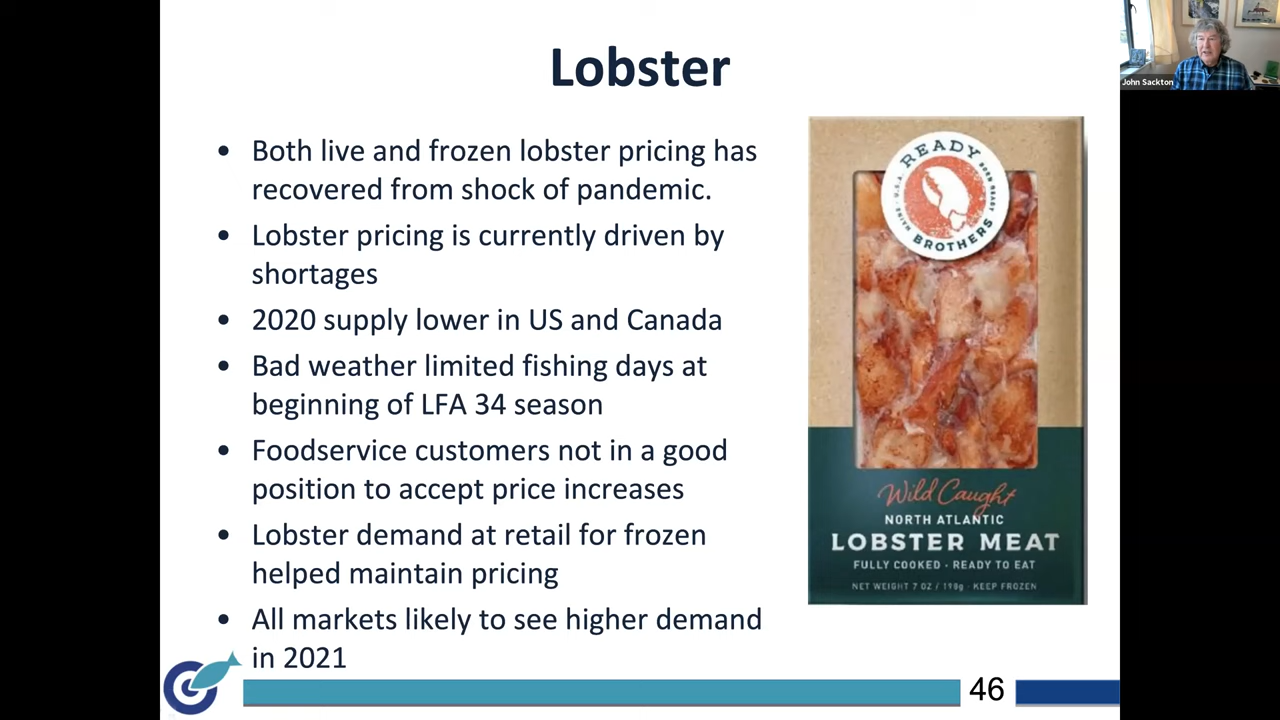 Lobster
John Sackton
• Both live and frozen lobster pricing has
recovered from shock of pandemic.
• Lobster pricing is currently driven by
shortages
• 2020 supply lower in US and Canada
• Bad weather limited fishing days at
beginning of LFA 34 season
• Foodservice customers not in a good
position to accept price increases
• Lobster demand at retail for frozen
helped maintain pricing
• All markets likely to see higher demand
in 2021
READY
BROTHERS
MAINE · U.S.A.
BORN READY
Wild Caught
NORTH ATLANTIC
LOBSTER MEAT
FULLY COOKED · READY TO EAT
NET WEIGHT 7 OZ / 198g · KEEP FROZEN
46